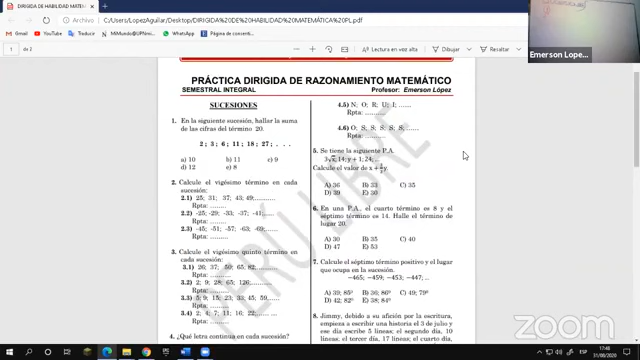 DIRIGIDA DE HABILIDAD MATEMÁTIC
Archivo C:/Users/LopezAguilar/Desktop/DIRIGIDA%20DE%20HABILIDAD%20MATEMÁTICA%20PL.pdf
Gmail YouTube Traducir MiMundo@UPNfami... WhatsApp Página de consenti...
1 de 2 Lectura en voz alta Dibujar Resaltar
Emerson Lope...
PRÁCTICA DIRIGIDA DE RAZONAMIENTO MATEMÁTICO
SEMESTRAL INTEGRAL Profesor: Emerson López
SUCESIONES
1. En la siguiente sucesión, hallar la suma
de las cifras del término 20.
2 ; 3 ; 6 ; 11 ; 18 ; 27 ; . . .
a) 10 b) 11 c) 9
d) 12 e) 8
2. Calcule el vigésimo término en cada
sucesión:
2.1) 25; 31; 37; 43; 49;.........
Rpta: .........
2.2) -25; -29; -33; -37; -41;.....
Rpta: .........
2.3) -45; -51; -57; -63; -69;.......
Rpta: .........
3. Calcule el vigésimo quinto término en
cada sucesión:
3.1) 26; 37; 50; 65; 82;.........
Rpta: .........
3.2) 2; 9; 28; 65; 126;.........
Rpta: .........
3.3) 5; 9; 15; 23; 33; 45; 59;.........
Rpta: .........
3.4) 2; 4; 7; 11; 16; 22; .........
Rpta: .........
4. ¿Qué letra continua en cada sucesión?
4.5) N; O; R; U; I; ......
Rpta: .........
4.6) O; S; S; S; S; S; ......
Rpta: .........
5. Se tiene la siguiente P.A.
Calcule el valor de
A) 36 B) 33 C) 35
D) 39 E) 30
6. En una P.A., el cuarto término es 8 y el
séptimo término es 14. Halle el término de
lugar 20.
A) 30 B) 35 C) 40
D) 47 E) 53
7. Calcule el séptimo término positivo y el lugar
que ocupa en la sucesión.
−465; −459; −453; −447; ...
A) 39; 85º B) 36; 86º C) 49; 79º
D) 42; 82º E) 38; 84º
8. Jimmy, debido a su afición por la escritura,
empieza a escribir una historia el 3 de julio y
ese día escribe 5 líneas; el segundo día, 10
líneas; el tercer día, 17 líneas; el cuarto día,
PERU LIBRE
zoom
ESP 17:48
31/08/2020